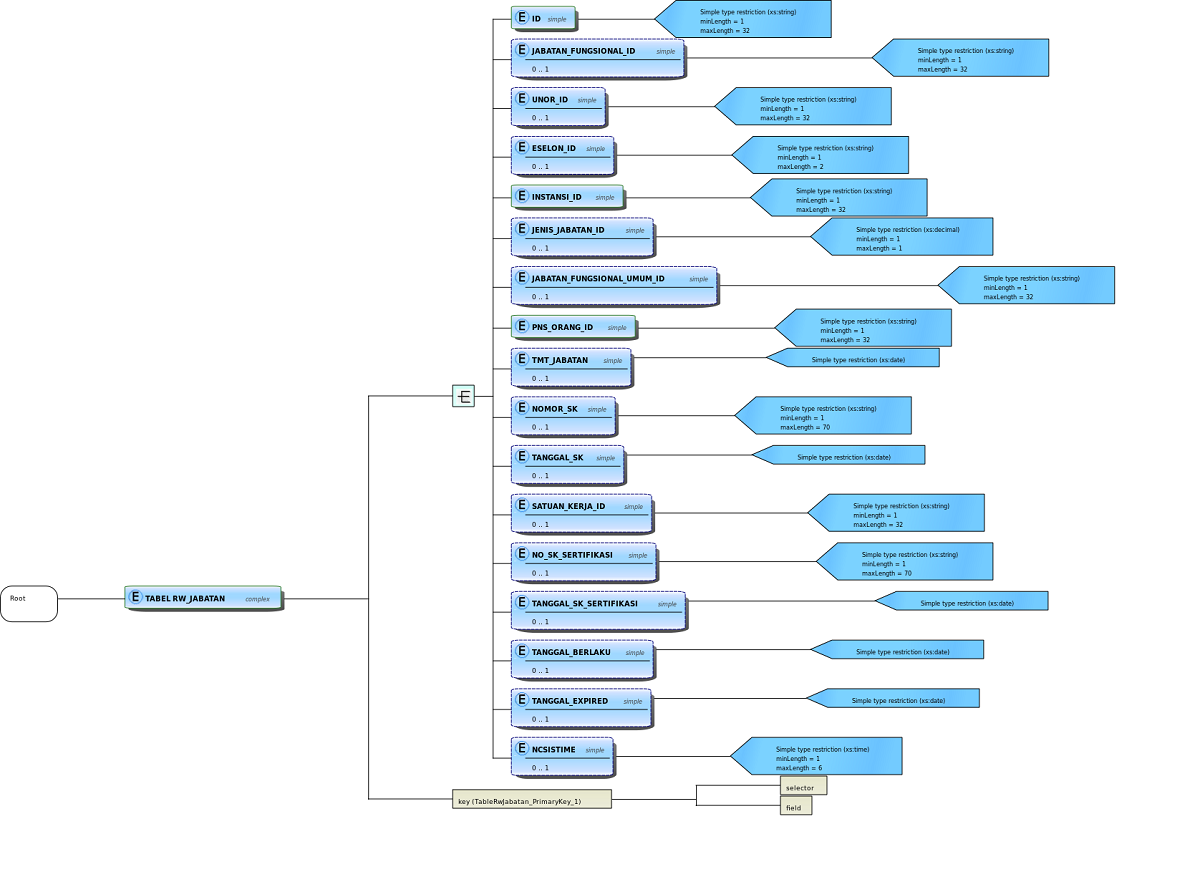 ID simple
Simple type restriction (xs:string)
minLength = 1
maxLength = 32
JABATAN_FUNGSIONAL_ID simple
0 .. 1
Simple type restriction (xs:string)
minLength = 1
maxLength = 32
UNOR_ID simple
0 .. 1
Simple type restriction (xs:string)
minLength = 1
maxLength = 32
ESELON_ID simple
0 .. 1
Simple type restriction (xs:string)
minLength = 1
maxLength = 2
INSTANSI_ID simple
Simple type restriction (xs:string)
minLength = 1
maxLength = 32
JENIS_JABATAN_ID simple
0 .. 1
Simple type restriction (xs:decimal)
minLength = 1
maxLength = 1
JABATAN_FUNGSIONAL_UMUM_ID simple
0 .. 1
Simple type restriction (xs:string)
minLength = 1
maxLength = 32
PNS_ORANG_ID simple
Simple type restriction (xs:string)
minLength = 1
maxLength = 32
TMT_JABATAN simple
0 .. 1
Simple type restriction (xs:date)
NOMOR_SK simple
0 .. 1
Simple type restriction (xs:string)
minLength = 1
maxLength = 70
TANGGAL_SK simple
0 .. 1
Simple type restriction (xs:date)
SATUAN_KERJA_ID simple
0 .. 1
Simple type restriction (xs:string)
minLength = 1
maxLength = 32
NO_SK_SERTIFIKASI simple
0 .. 1
Simple type restriction (xs:string)
minLength = 1
maxLength = 70
Root
TABEL RW_JABATAN complex
TANGGAL_SK_SERTIFIKASI simple
0 .. 1
Simple type restriction (xs:date)
TANGGAL_BERLAKU simple
0 .. 1
Simple type restriction (xs:date)
TANGGAL_EXPIRED simple
0 .. 1
Simple type restriction (xs:date)
NCSISTIME simple
0 .. 1
Simple type restriction (xs:time)
minLength = 1
maxLength = 6
key (TableRwJabatan_PrimaryKey_1)
selector
field